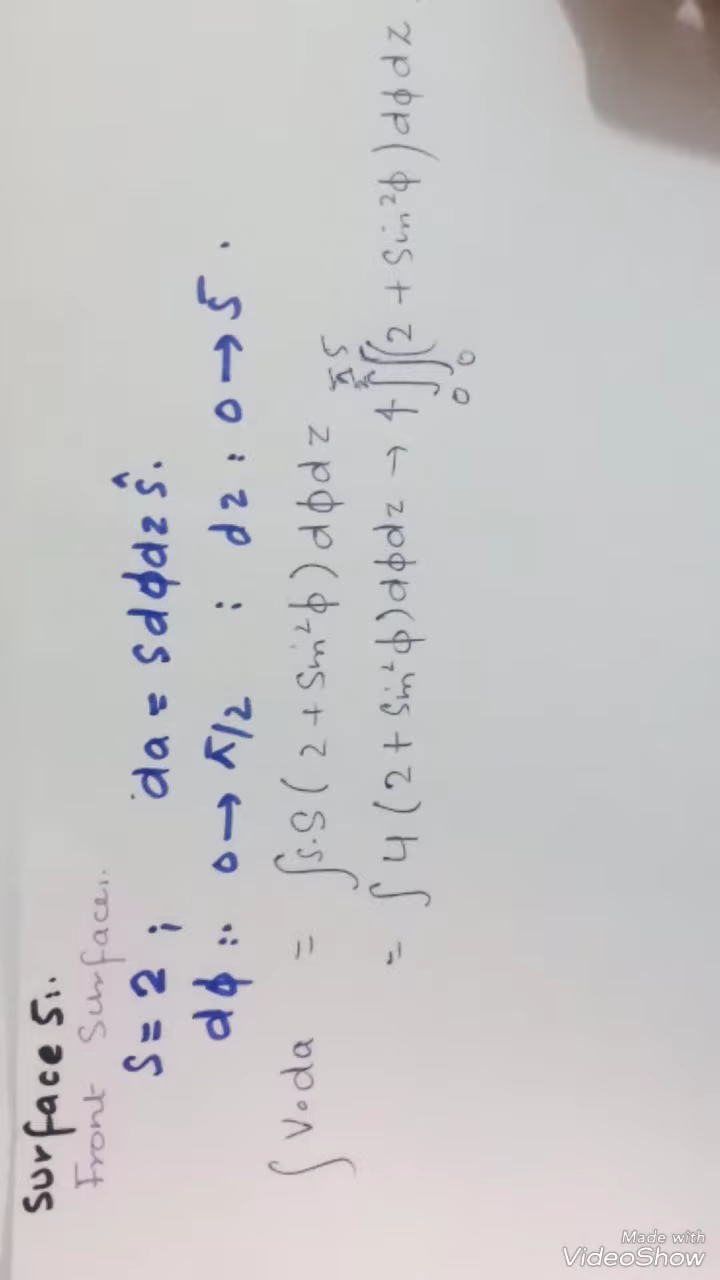 Surface 5:.
Front Surface:.
S = 2 ; da = s dϕ dz ŝ.
dϕ :: 0 → π/2 : dz : 0 → 5 .
∫ V∘da = ∫ s.s ( 2 + sin²ϕ ) dϕ dz
= ∫ 4 ( 2 + sin²ϕ ) dϕ dz → 4 ∫₀^π/2 ∫₀^5 ( 2 + sin²ϕ ) dϕ dz
Made with
VideoShow